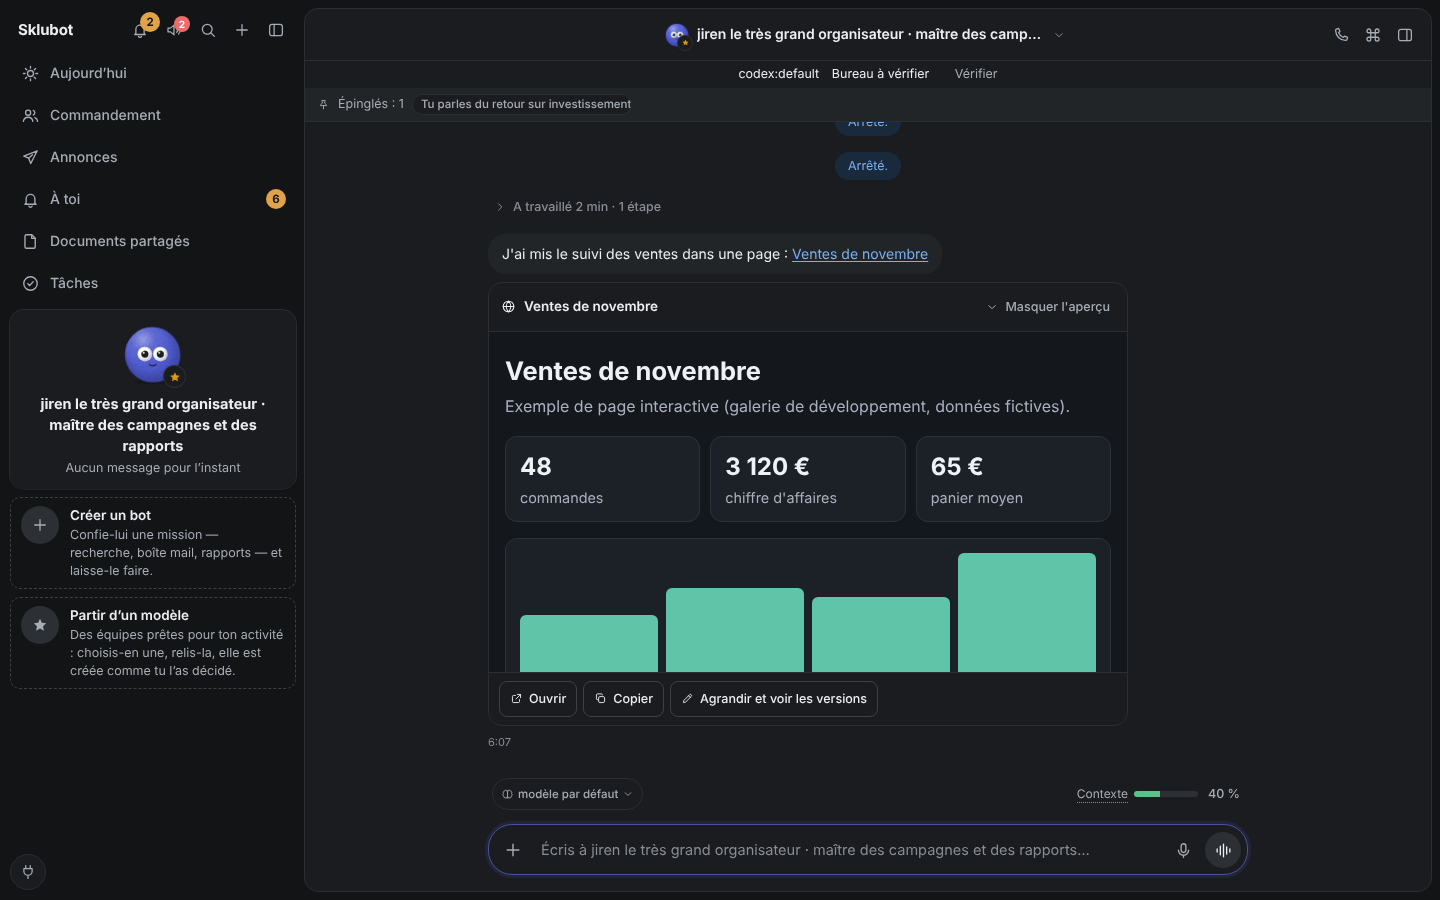 Sklubot
2
2
Aujourd’hui
Commandement
Annonces
À toi
6
Documents partagés
Tâches
jiren le très grand organisateur ·
maître des campagnes et des
rapports
Aucun message pour l’instant
Créer un bot
Confie-lui une mission —
recherche, boîte mail, rapports — et
laisse-le faire.
Partir d’un modèle
Des équipes prêtes pour ton activité
: choisis-en une, relis-la, elle est
créée comme tu l’as décidé.
jiren le très grand organisateur · maître des camp...
codex:default Bureau à vérifier Vérifier
Épinglés : 1 Tu parles du retour sur investissement
Arrêté.
Arrêté.
A travaillé 2 min · 1 étape
J'ai mis le suivi des ventes dans une page : Ventes de novembre
Ventes de novembre
Masquer l'aperçu
Ventes de novembre
Exemple de page interactive (galerie de développement, données fictives).
48
commandes
3 120 €
chiffre d'affaires
65 €
panier moyen
Ouvrir
Copier
Agrandir et voir les versions
6:07
modèle par défaut
Contexte 40 %
Écris à jiren le très grand organisateur · maître des campagnes et des rapports...